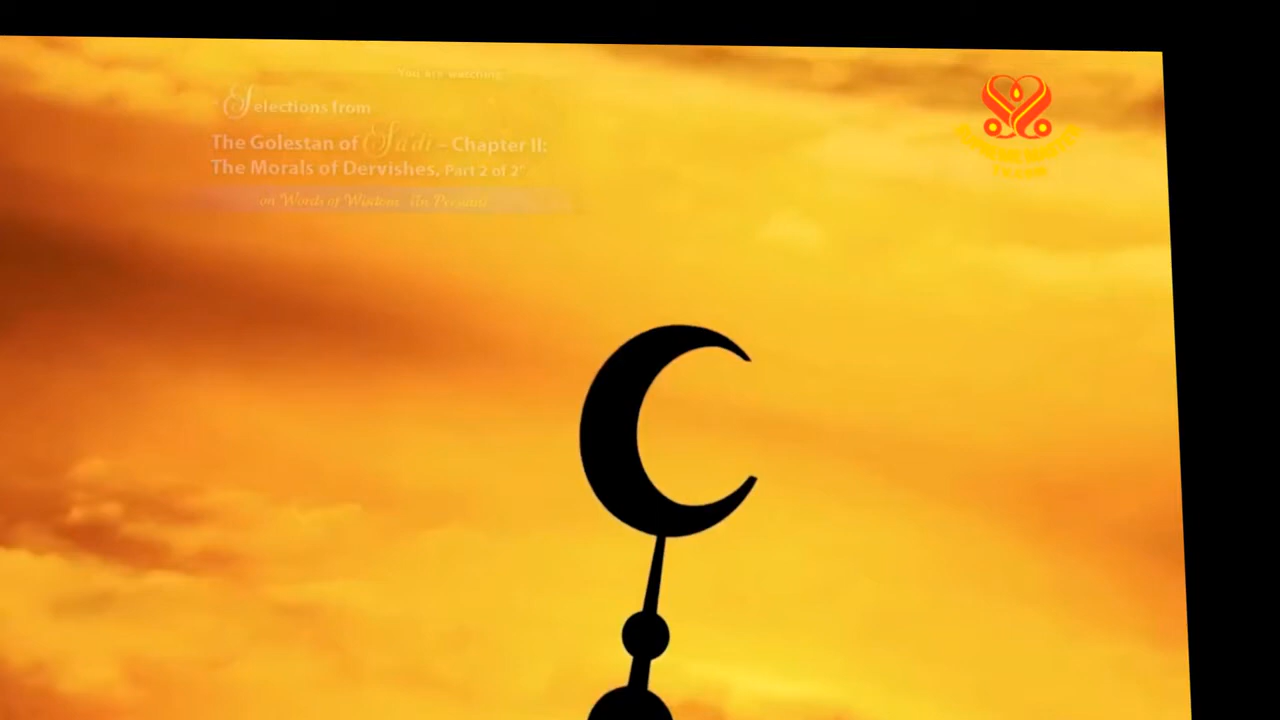 You are watching
"Selections from
The Golestan of Sa'di – Chapter II:
The Morals of Dervishes, Part 2 of 2"
on Words of Wisdom. (In Persian)